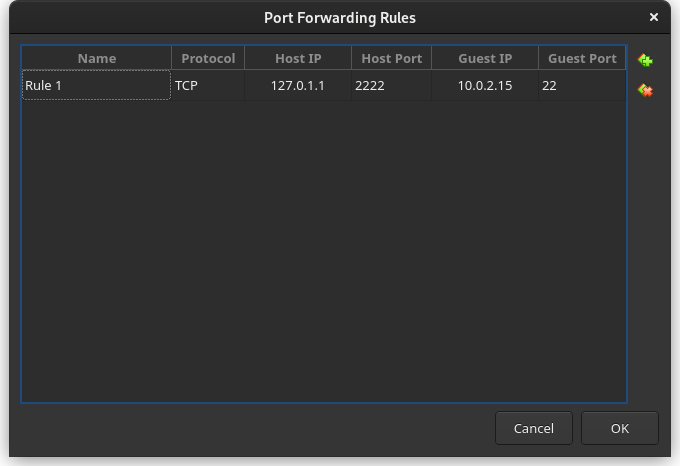 Port Forwarding Rules
Name Protocol Host IP Host Port Guest IP Guest Port
Rule 1 TCP 127.0.1.1 2222 10.0.2.15 22
Cancel OK